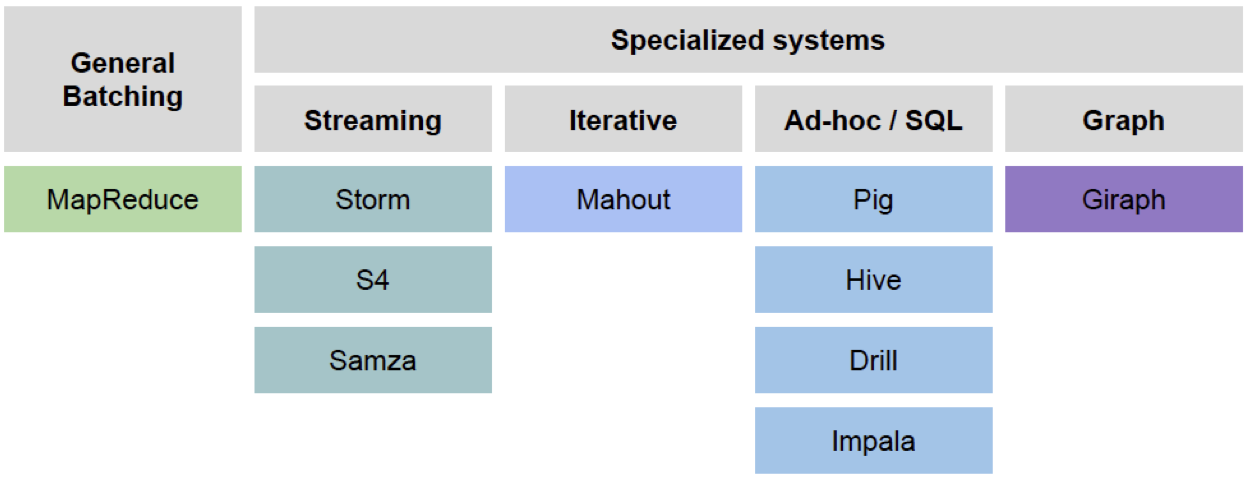 General
Batching
Specialized systems
Streaming
Iterative
Ad-hoc / SQL
Graph
MapReduce
Storm
Mahout
Pig
Giraph
S4
Hive
Samza
Drill
Impala